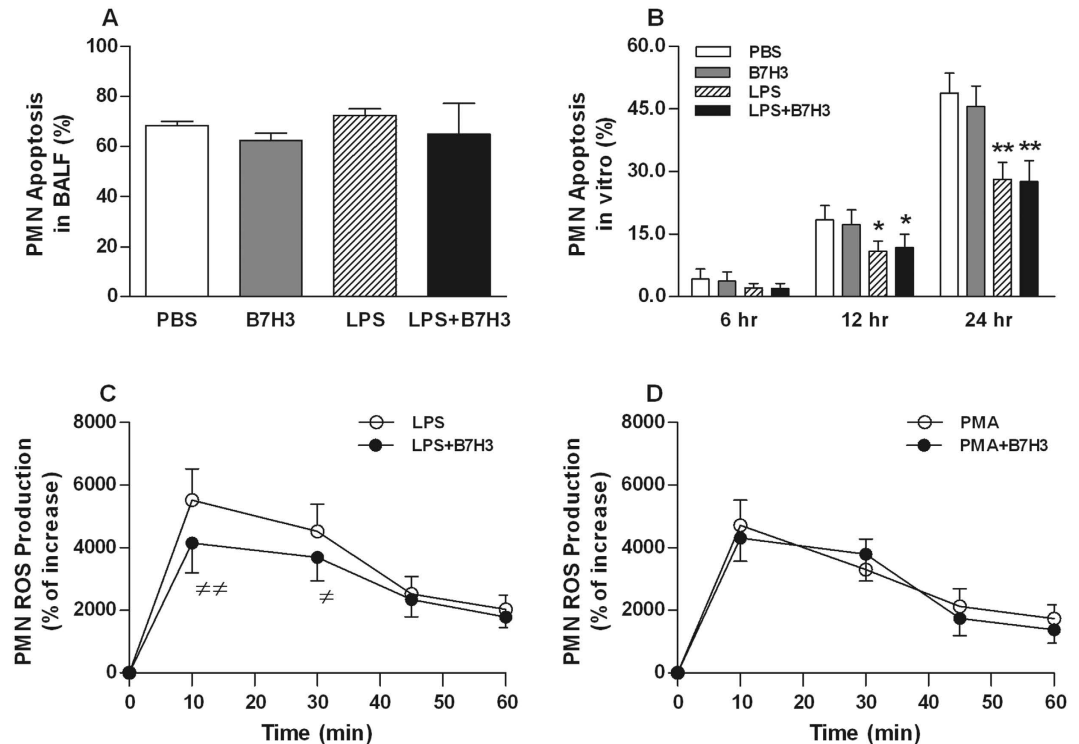 A
PMN Apoptosis
in BALF (%)
100
80
60
40
20
0
PBS B7H3 LPS LPS+B7H3
B
PMN Apoptosis
in vitro (%)
60.0
45.0
30.0
15.0
0.0
PBS
B7H3
LPS
LPS+B7H3
* *
** **
6 hr 12 hr 24 hr
C
PMN ROS Production
(% of increase)
8000
6000
4000
2000
0
LPS
LPS+B7H3
≠≠
≠
0 10 20 30 40 50 60
Time (min)
D
PMN ROS Production
(% of increase)
8000
6000
4000
2000
0
PMA
PMA+B7H3
0 10 20 30 40 50 60
Time (min)